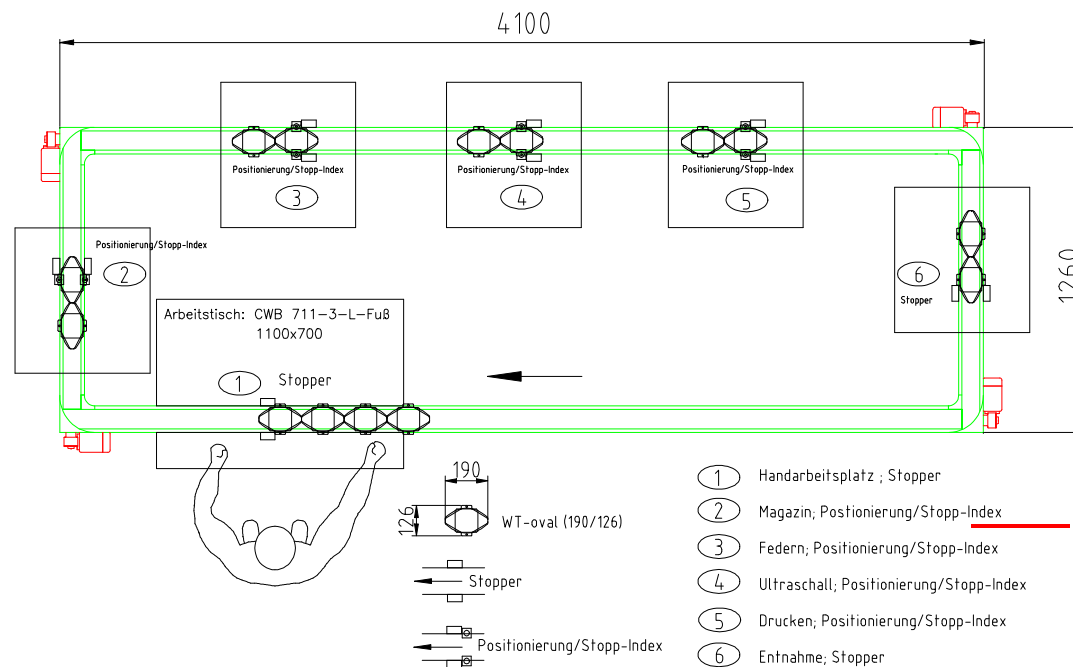 4100
Positionierung/Stopp-Index
3
Positionierung/Stopp-Index
4
Positionierung/Stopp-Index
5
Positionierung/Stopp-Index
2
6
Stopper
1260
Arbeitstisch: CWB 711-3-L-Fuß
1100x700
1 Stopper
190
126
WT-oval (190/126)
Stopper
Positionierung/Stopp-Index
1 Handarbeitsplatz ; Stopper
2 Magazin; Postionierung/Stopp-Index
3 Federn; Positionierung/Stopp-Index
4 Ultraschall; Positionierung/Stopp-Index
5 Drucken; Positionierung/Stopp-Index
6 Entnahme; Stopper